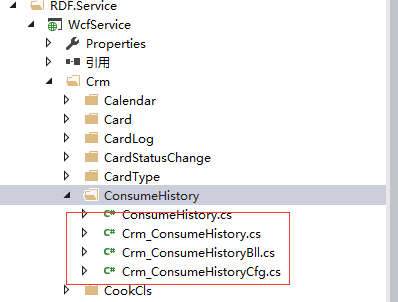 RDF.Service
WcfService
Properties
引用
Crm
Calendar
Card
CardLog
CardStatusChange
CardType
ConsumeHistory
C# ConsumeHistory.cs
C# Crm_ConsumeHistory.cs
C# Crm_ConsumeHistoryBll.cs
C# Crm_ConsumeHistoryCfg.cs
CookCls